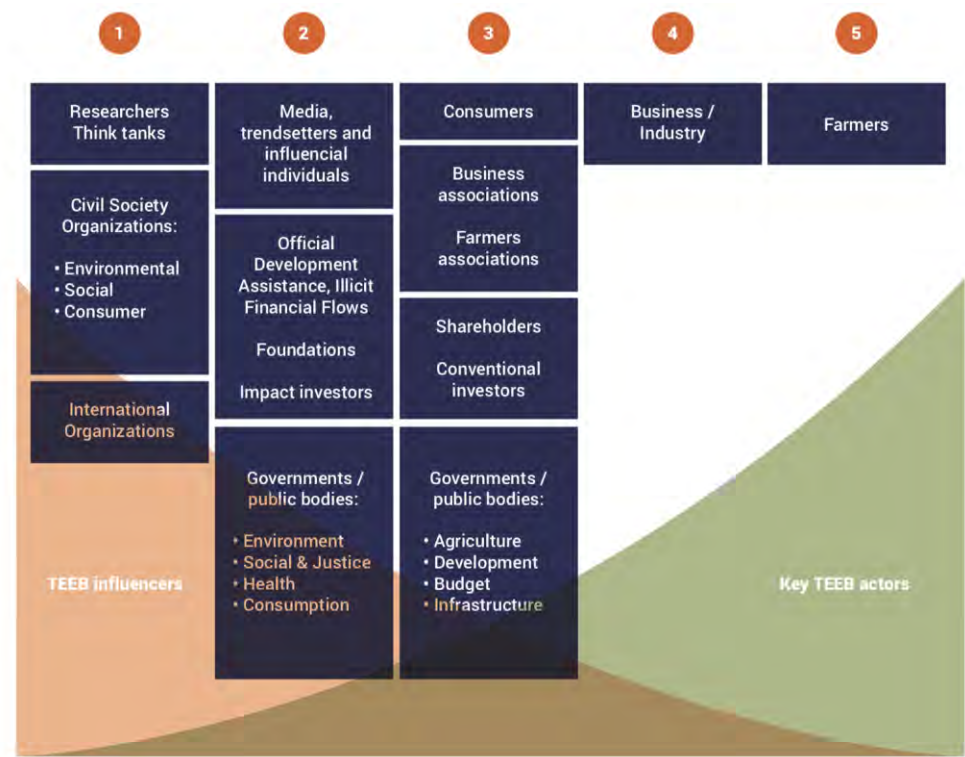 1
2
3
4
5
Researchers
Think tanks
Civil Society
Organizations:
• Environmental
• Social
• Consumer
International
Organizations
Media,
trendsetters and
influencial
individuals
Official
Development
Assistance, Illicit
Financial Flows
Foundations
Impact investors
Governments /
public bodies:
• Environment
• Social & Justice
• Health
• Consumption
Consumers
Business
associations
Farmers
associations
Shareholders
Conventional
investors
Governments /
public bodies:
• Agriculture
• Development
• Budget
• Infrastructure
Business /
Industry
Farmers
TEEB influencers
Key TEEB actors